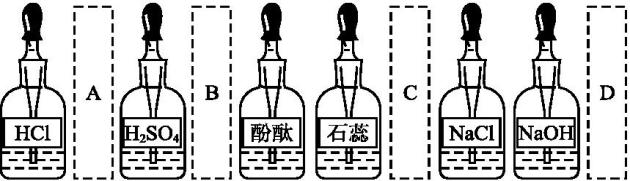 HCl A H₂SO₄ B 酚酞 石蕊 C NaCl NaOH D